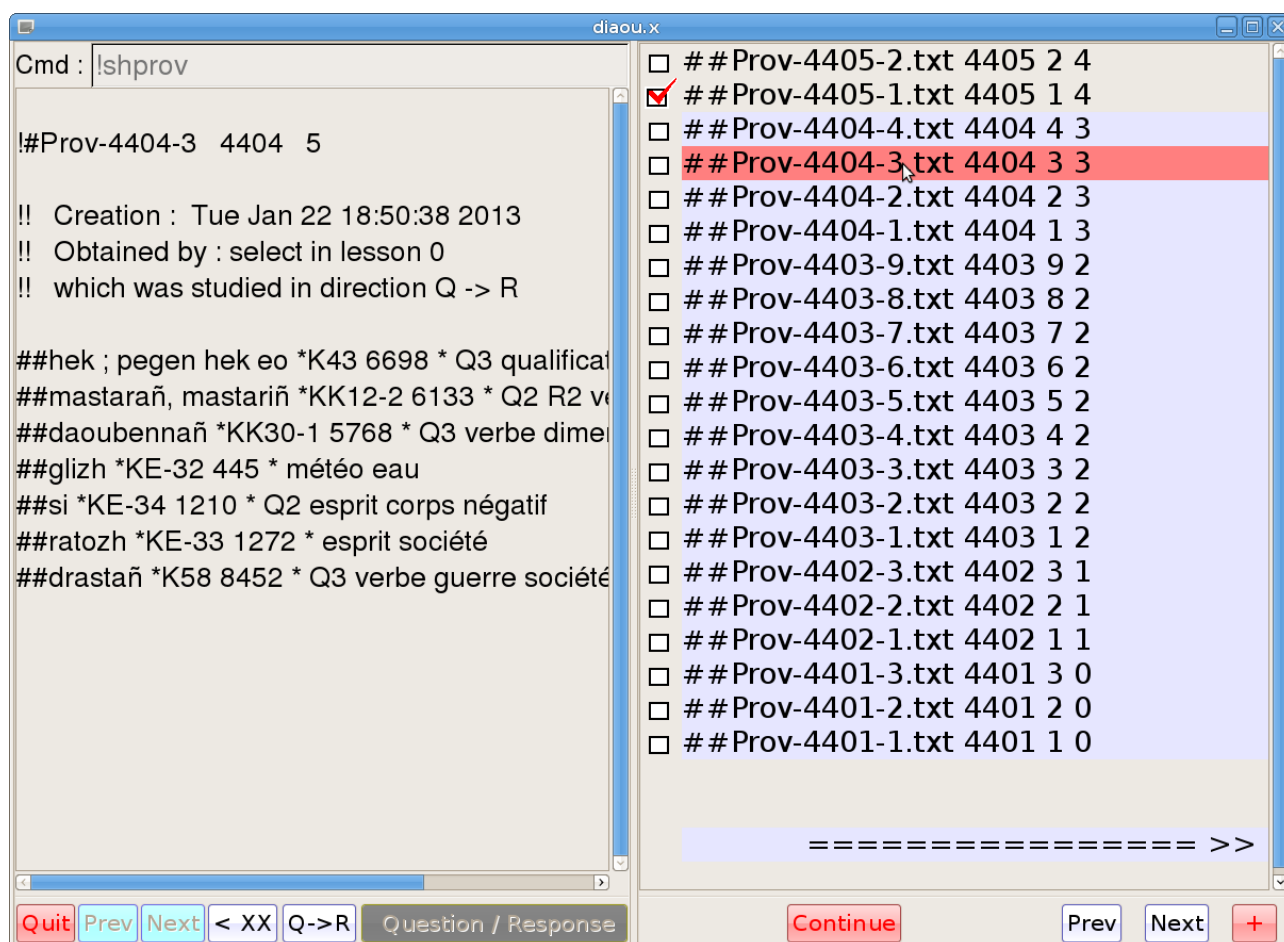 diaou.x
Cmd : !shprov
!#Prov-4404-3 4404 5
!! Creation : Tue Jan 22 18:50:38 2013
!! Obtained by : select in lesson 0
!! which was studied in direction Q -> R
##hek ; pegen hek eo *K43 6698 * Q3 qualificat
##mastarañ, mastariñ *KK12-2 6133 * Q2 R2 ve
##daoubennañ *KK30-1 5768 * Q3 verbe dimen
##glizh *KE-32 445 * météo eau
##si *KE-34 1210 * Q2 esprit corps négatif
##ratozh *KE-33 1272 * esprit société
##drastañ *K58 8452 * Q3 verbe guerre société
Quit Prev Next < XX Q->R Question / Response
##Prov-4405-2.txt 4405 2 4
##Prov-4405-1.txt 4405 1 4
##Prov-4404-4.txt 4404 4 3
##Prov-4404-3.txt 4404 3 3
##Prov-4404-2.txt 4404 2 3
##Prov-4404-1.txt 4404 1 3
##Prov-4403-9.txt 4403 9 2
##Prov-4403-8.txt 4403 8 2
##Prov-4403-7.txt 4403 7 2
##Prov-4403-6.txt 4403 6 2
##Prov-4403-5.txt 4403 5 2
##Prov-4403-4.txt 4403 4 2
##Prov-4403-3.txt 4403 3 2
##Prov-4403-2.txt 4403 2 2
##Prov-4403-1.txt 4403 1 2
##Prov-4402-3.txt 4402 3 1
##Prov-4402-2.txt 4402 2 1
##Prov-4402-1.txt 4402 1 1
##Prov-4401-3.txt 4401 3 0
##Prov-4401-2.txt 4401 2 0
##Prov-4401-1.txt 4401 1 0
================ >>
Continue Prev Next +